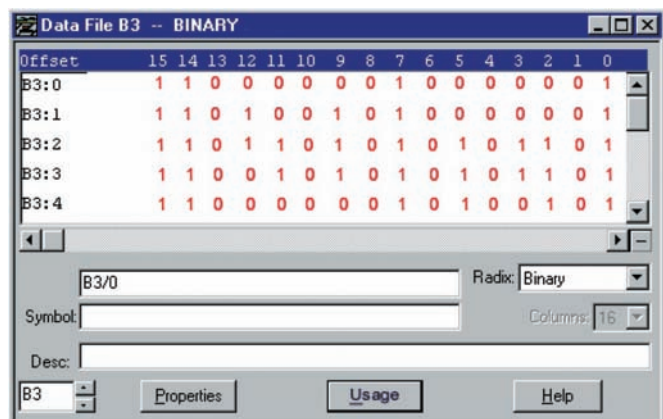 Data File B3 -- BINARY
Offset 15 14 13 12 11 10 9 8 7 6 5 4 3 2 1 0
B3:0 1 1 0 0 0 0 0 0 1 0 0 0 0 0 0 1
B3:1 1 1 0 1 0 0 1 0 1 0 0 0 0 0 0 1
B3:2 1 1 0 1 1 0 1 0 1 0 1 0 1 1 0 1
B3:3 1 1 0 0 1 0 1 0 1 0 1 0 1 1 0 1
B3:4 1 1 0 0 0 0 0 0 1 0 1 0 0 1 0 1
B3/0
Radix: Binary
Symbol:
Columns: 16
Desc:
B3 Properties Usage Help